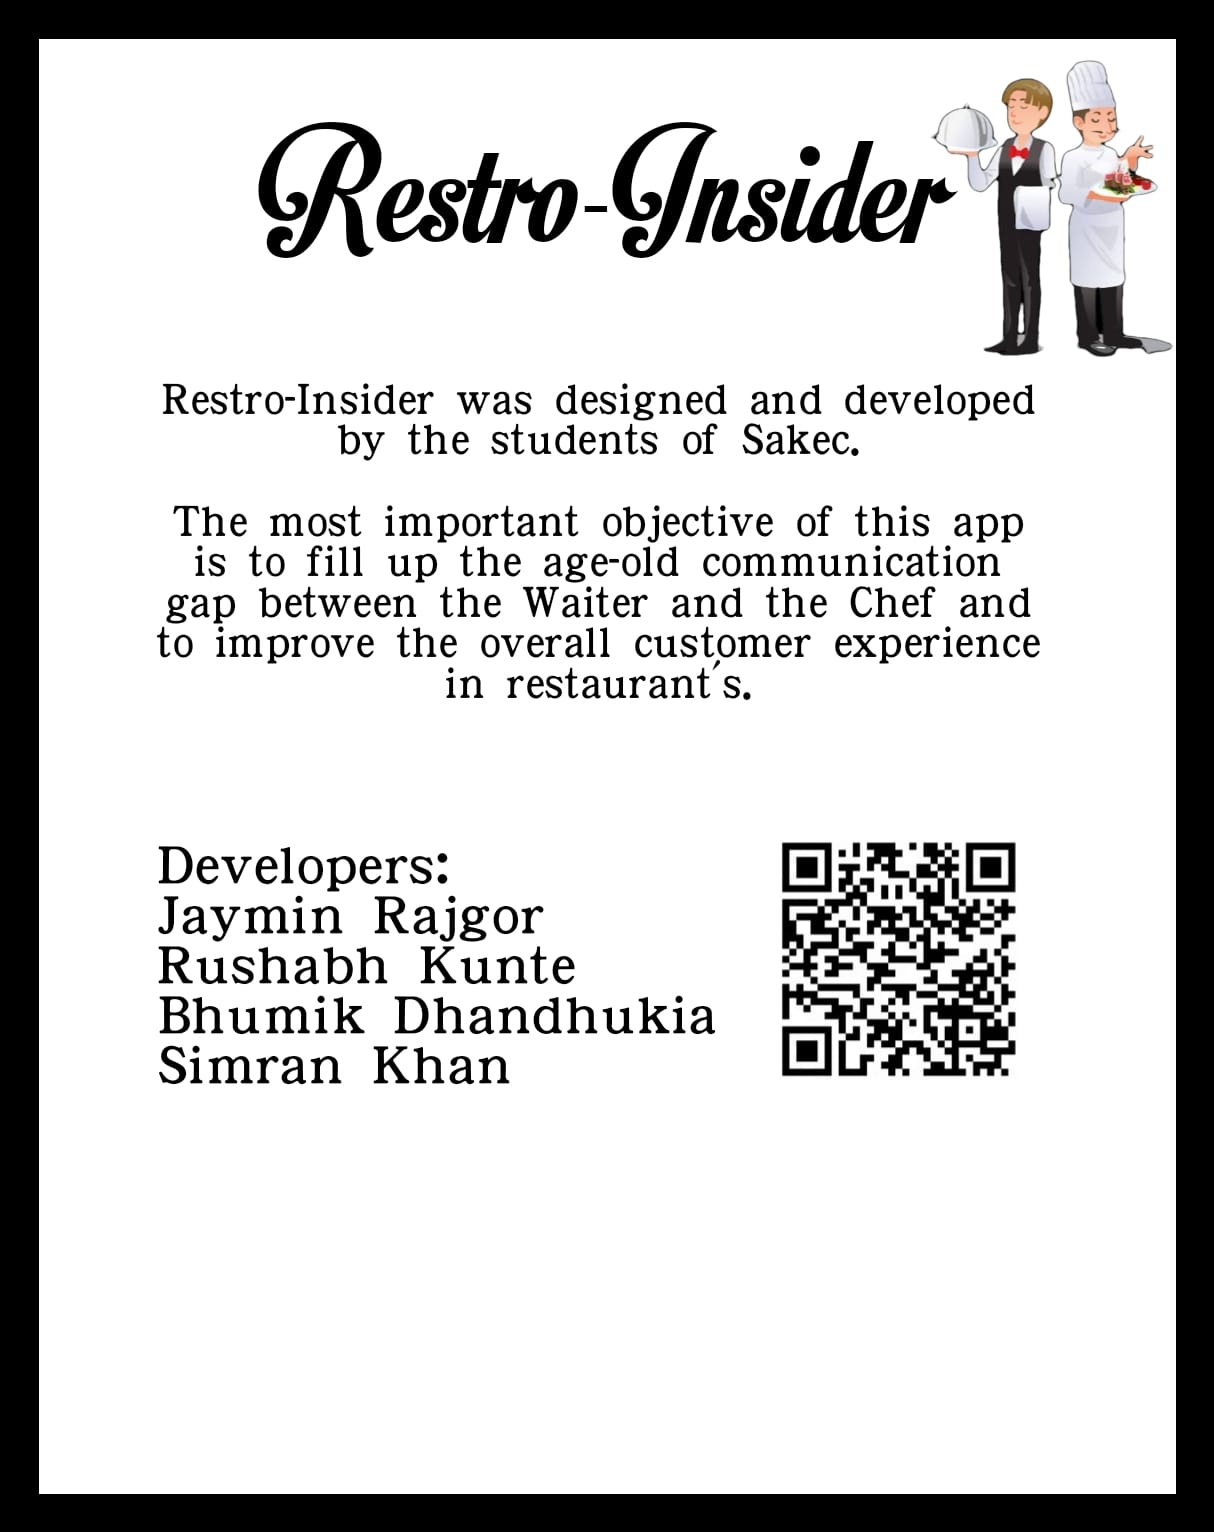 Restro-Insider
Restro-Insider was designed and developed
by the students of Sakec.
The most important objective of this app
is to fill up the age-old communication
gap between the Waiter and the Chef and
to improve the overall customer experience
in restaurant's.
Developers:
Jaymin Rajgor
Rushabh Kunte
Bhumik Dhandhukia
Simran Khan